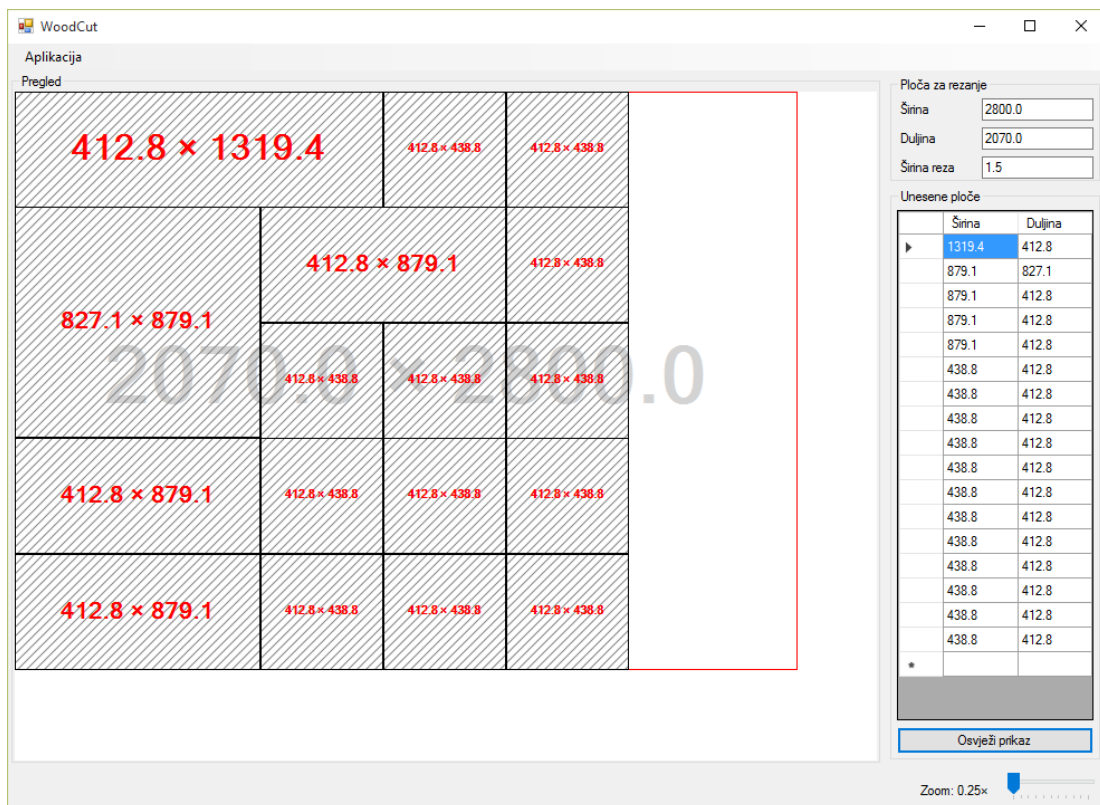 WoodCut
Aplikacija
Pregled
412.8 × 1319.4
412.8 × 438.8
412.8 × 438.8
412.8 × 879.1
412.8 × 438.8
827.1 × 879.1
2070.0 × 2800.0
412.8 × 438.8
412.8 × 438.8
412.8 × 438.8
412.8 × 879.1
412.8 × 438.8
412.8 × 438.8
412.8 × 438.8
412.8 × 879.1
412.8 × 438.8
412.8 × 438.8
412.8 × 438.8
Ploča za rezanje
Širina 2800.0
Duljina 2070.0
Širina reza 1.5
Unesene ploče
Širina Duljina
1319.4 412.8
879.1 827.1
879.1 412.8
879.1 412.8
879.1 412.8
438.8 412.8
438.8 412.8
438.8 412.8
438.8 412.8
438.8 412.8
438.8 412.8
438.8 412.8
438.8 412.8
438.8 412.8
438.8 412.8
438.8 412.8
438.8 412.8
*
Osvježi prikaz
Zoom: 0.25×